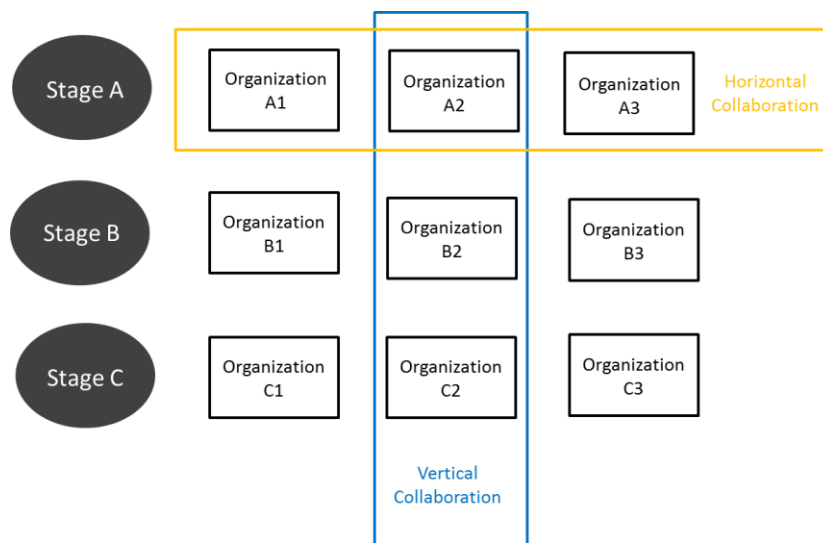 Stage A
Organization
A1
Organization
A2
Organization
A3
Horizontal
Collaboration
Stage B
Organization
B1
Organization
B2
Organization
B3
Stage C
Organization
C1
Organization
C2
Organization
C3
Vertical
Collaboration